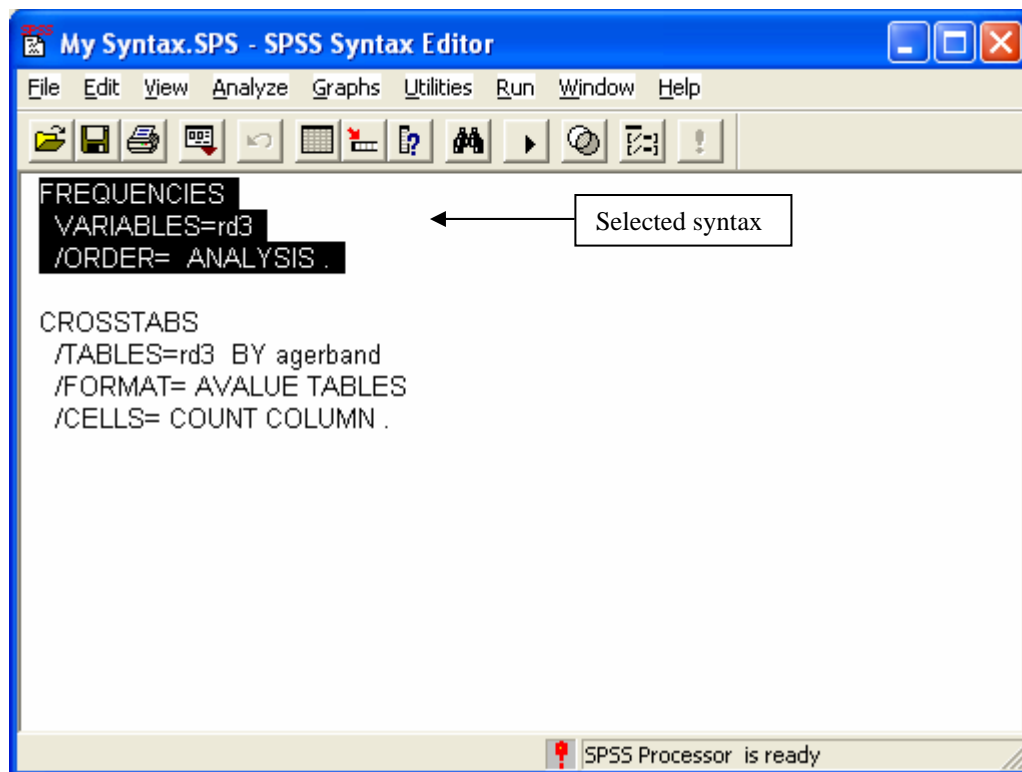 SPSS
My Syntax.SPS - SPSS Syntax Editor
File Edit View Analyze Graphs Utilities Run Window Help
FREQUENCIES
VARIABLES=rd3
/ORDER= ANALYSIS .
Selected syntax
CROSSTABS
/TABLES=rd3 BY agerband
/FORMAT= AVALUE TABLES
/CELLS= COUNT COLUMN .
SPSS Processor is ready